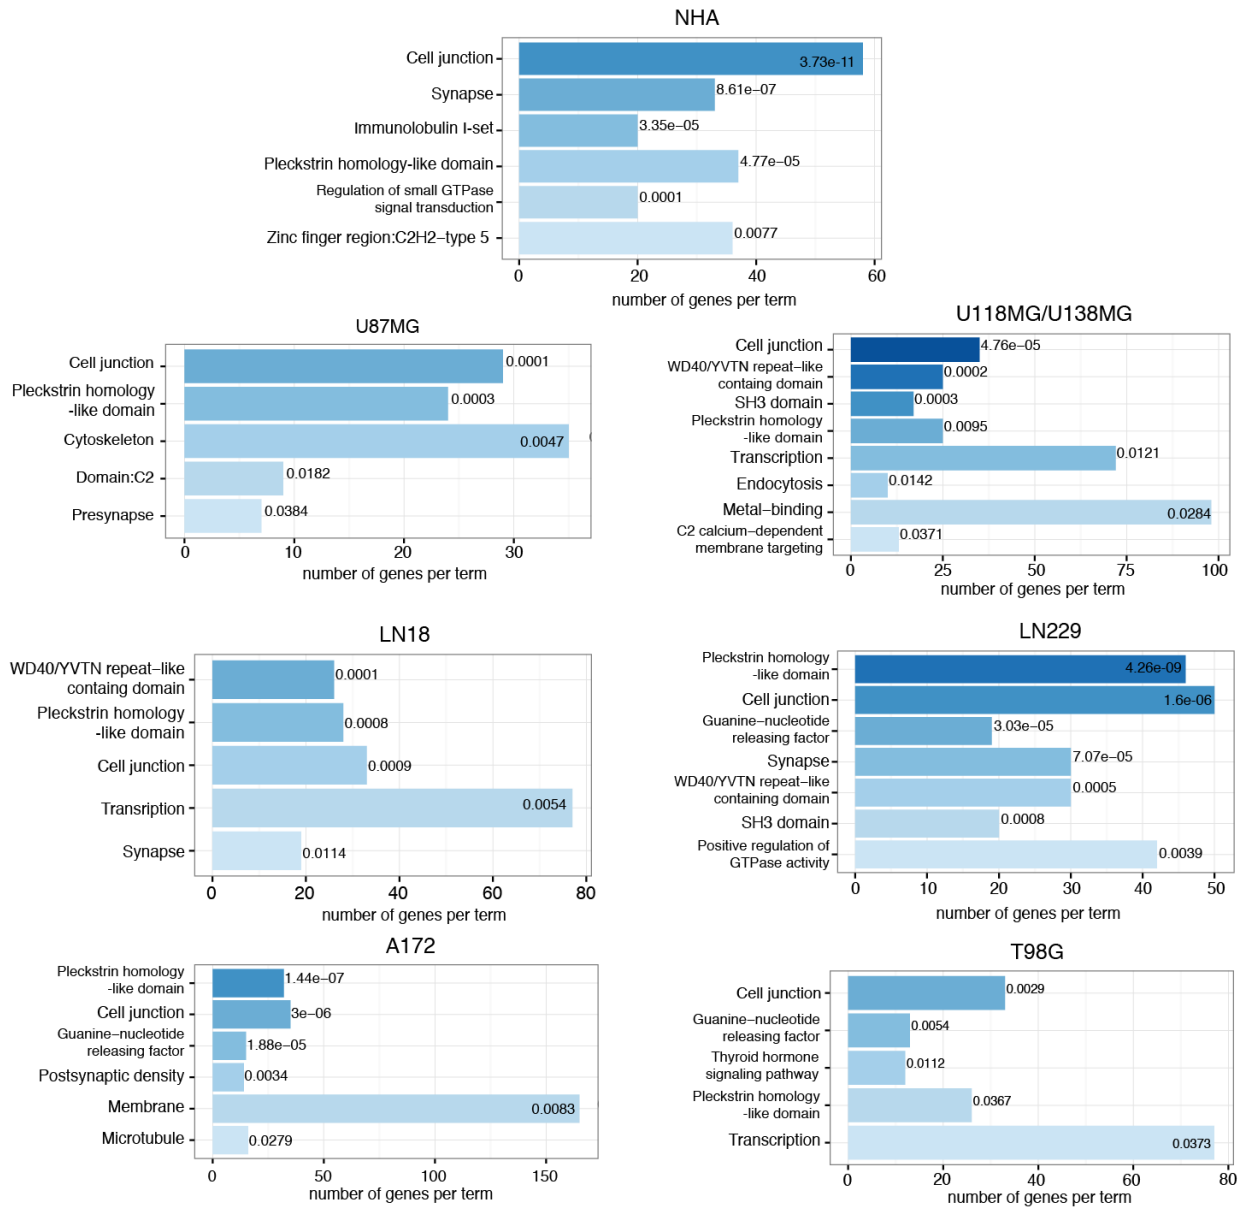 NHA
Cell junction
3.73e-11
Synapse
8.61e−07
Immunolobulin I-set
3.35e−05
Pleckstrin homology-like domain
4.77e−05
Regulation of small GTPase
signal transduction
0.0001
Zinc finger region:C2H2−type 5
0.0077
0 20 40 60
number of genes per term
U87MG
Cell junction
0.0001
Pleckstrin homology
-like domain
0.0003
Cytoskeleton
0.0047
Domain:C2
0.0182
Presynapse
0.0384
0 10 20 30
number of genes per term
U118MG/U138MG
Cell junction
4.76e−05
WD40/YVTN repeat−like
containg domain
0.0002
SH3 domain
0.0003
Pleckstrin homology
-like domain
0.0095
Transcription
0.0121
Endocytosis
0.0142
Metal−binding
0.0284
C2 calcium−dependent
membrane targeting
0.0371
0 25 50 75 100
number of genes per term
LN18
WD40/YVTN repeat−like
containg domain
0.0001
Pleckstrin homology
-like domain
0.0008
Cell junction
0.0009
Transription
0.0054
Synapse
0.0114
0 20 40 60 80
number of genes per term
LN229
Pleckstrin homology
-like domain
4.26e-09
Cell junction
1.6e-06
Guanine−nucleotide
releasing factor
3.03e−05
Synapse
7.07e−05
WD40/YVTN repeat−like
containing domain
0.0005
SH3 domain
0.0008
Positive regulation of
GTPase activity
0.0039
0 10 20 30 40 50
number of genes per term
A172
Pleckstrin homology
-like domain
1.44e−07
Cell junction
3e−06
Guanine−nucleotide
releasing factor
1.88e−05
Postsynaptic density
0.0034
Membrane
0.0083
Microtubule
0.0279
0 50 100 150
number of genes per term
T98G
Cell junction
0.0029
Guanine−nucleotide
releasing factor
0.0054
Thyroid hormone
signaling pathway
0.0112
Pleckstrin homology
-like domain
0.0367
Transcription
0.0373
0 20 40 60 80
number of genes per term